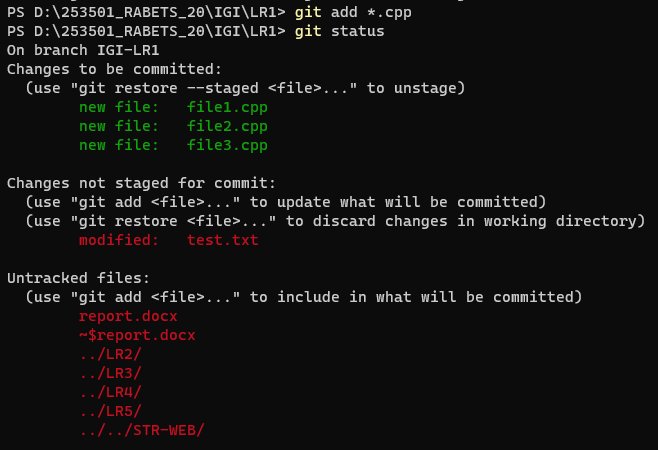 PS D:\253501_RABETS_20\IGI\LR1> git add *.cpp
PS D:\253501_RABETS_20\IGI\LR1> git status
On branch IGI-LR1
Changes to be committed:
  (use "git restore --staged <file>..." to unstage)
        new file:   file1.cpp
        new file:   file2.cpp
        new file:   file3.cpp

Changes not staged for commit:
  (use "git add <file>..." to update what will be committed)
  (use "git restore <file>..." to discard changes in working directory)
        modified:   test.txt

Untracked files:
  (use "git add <file>..." to include in what will be committed)
        report.docx
        ~$report.docx
        ../LR2/
        ../LR3/
        ../LR4/
        ../LR5/
        ../../STR-WEB/